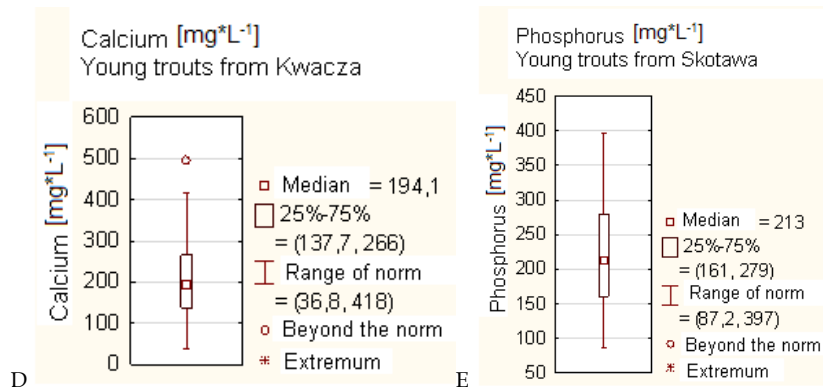 Calcium [mg*L-1]
Young trouts from Kwacza
600
500
400
300
200
100
0
Calcium [mg*L-1]
Median = 194,1
25%-75%
= (137,7, 266)
Range of norm
= (36,8, 418)
Beyond the norm
Extremum
D
Phosphorus [mg*L-1]
Young trouts from Skotawa
450
400
350
300
250
200
150
100
50
Phosphorus [mg*L-1]
Median = 213
25%-75%
= (161, 279)
Range of norm
= (87,2, 397)
Beyond the norm
Extremum
E